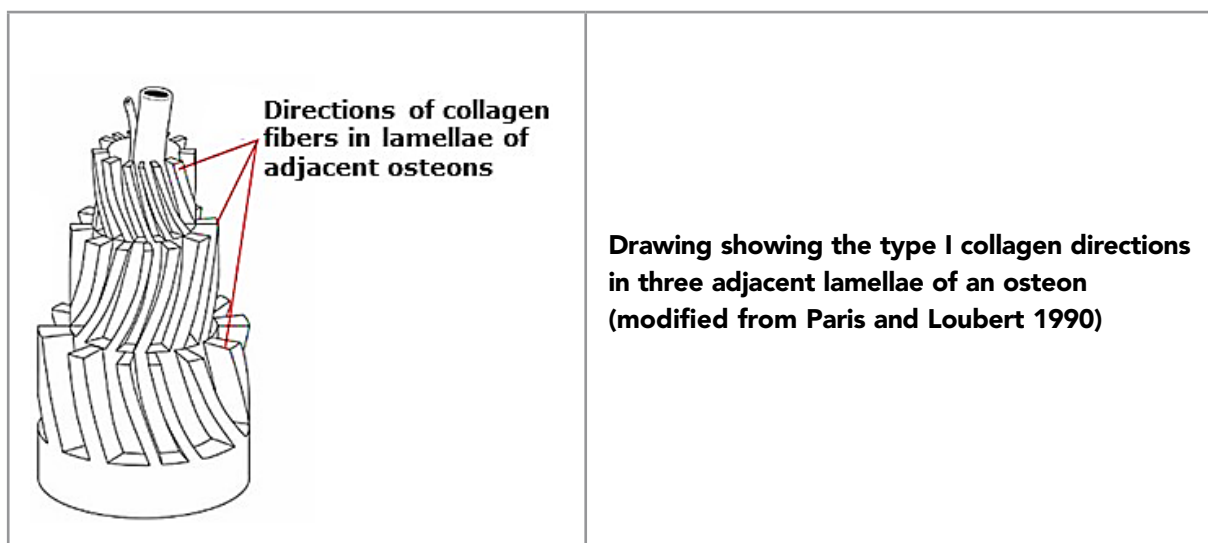 Directions of collagen
fibers in lamellae of
adjacent osteons
Drawing showing the type I collagen directions
in three adjacent lamellae of an osteon
(modified from Paris and Loubert 1990)